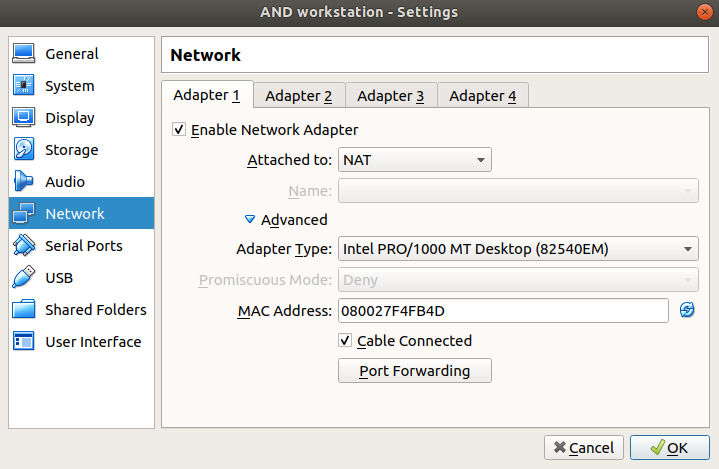 AND workstation - Settings
General
System
Display
Storage
Audio
Network
Serial Ports
USB
Shared Folders
User Interface
Network
Adapter 1 Adapter 2 Adapter 3 Adapter 4
Enable Network Adapter
Attached to: NAT
Name:
Advanced
Adapter Type: Intel PRO/1000 MT Desktop (82540EM)
Promiscuous Mode: Deny
MAC Address: 080027F4FB4D
Cable Connected
Port Forwarding
Cancel OK